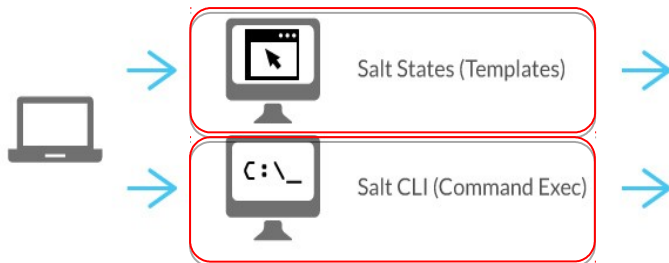 Salt States (Templates)
C:\_
Salt CLI (Command Exec)